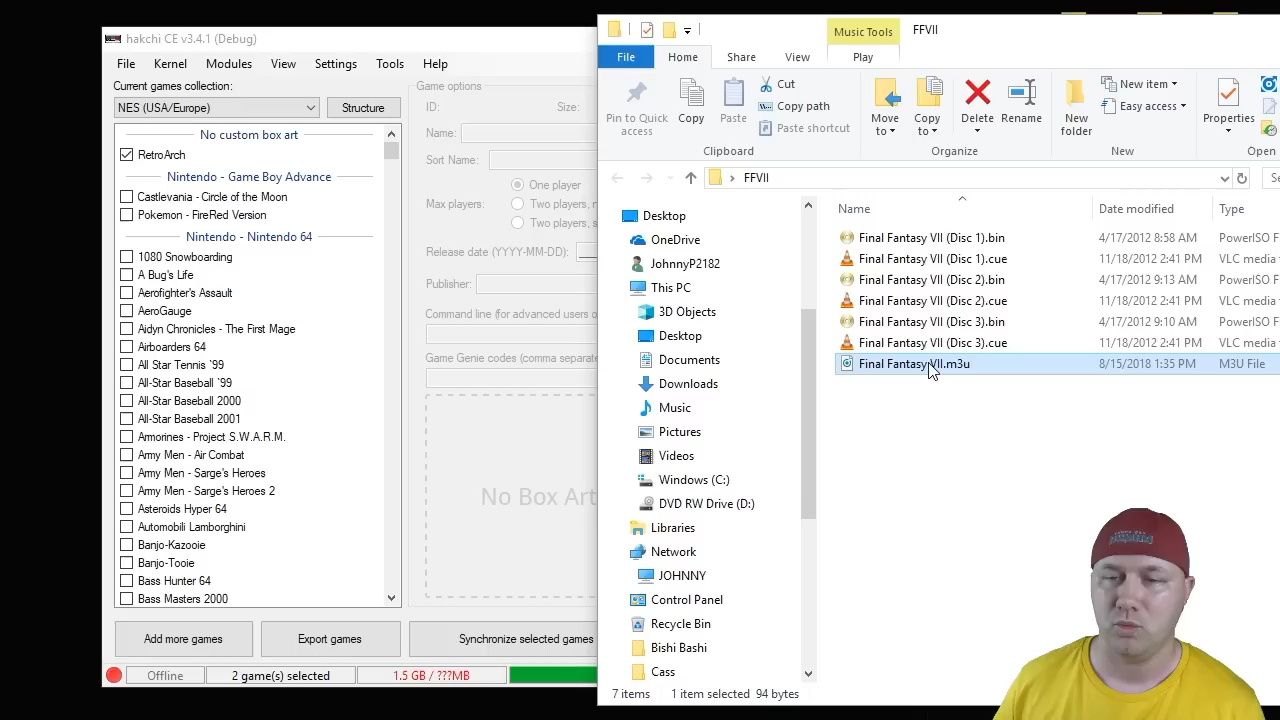 hakchi CE v3.4.1 (Debug)
File Kernel Modules View Settings Tools Help
Current games collection:
NES (USA/Europe)
Structure
No custom box art
RetroArch
Nintendo - Game Boy Advance
Castlevania - Circle of the Moon
Pokemon - FireRed Version
Nintendo - Nintendo 64
1080 Snowboarding
A Bug's Life
Aerofighter's Assault
AeroGauge
Aidyn Chronicles - The First Mage
Airboarders 64
All Star Tennis '99
All-Star Baseball '99
All-Star Baseball 2000
All-Star Baseball 2001
Armorines - Project S.W.A.R.M.
Army Men - Air Combat
Army Men - Sarge's Heroes
Army Men - Sarge's Heroes 2
Asteroids Hyper 64
Automobili Lamborghini
Banjo-Kazooie
Banjo-Tooie
Bass Hunter 64
Bass Masters 2000
Add more games
Export games
Synchronize selected games
Offline
2 game(s) selected
1.5 GB / ???MB
Game options
ID: Size:
Name:
Sort Name:
One player
Max players:
Two players, n
Two players, s
Release date (YYYY-MM-DD):
Publisher:
Command line (for advanced users o
Game Genie codes (comma separate
No Box Art
Music Tools
FFVII
File Home Share View Play
Pin to Quick access
Copy
Paste
Cut
Copy path
Paste shortcut
Clipboard
Move to
Copy to
Delete
Rename
Organize
New folder
New item
Easy access
New
Properties
Open
FFVII
Se
Desktop
OneDrive
JohnnyP2182
This PC
3D Objects
Desktop
Documents
Downloads
Music
Pictures
Videos
Windows (C:)
DVD RW Drive (D:)
Libraries
Network
JOHNNY
Control Panel
Recycle Bin
Bishi Bashi
Cass
Name Date modified Type
Final Fantasy VII (Disc 1).bin 4/17/2012 8:58 AM PowerISO F
Final Fantasy VII (Disc 1).cue 11/18/2012 2:41 PM VLC media
Final Fantasy VII (Disc 2).bin 4/17/2012 9:13 AM PowerISO F
Final Fantasy VII (Disc 2).cue 11/18/2012 2:41 PM VLC media
Final Fantasy VII (Disc 3).bin 4/17/2012 9:10 AM PowerISO F
Final Fantasy VII (Disc 3).cue 11/18/2012 2:41 PM VLC media
Final Fantasy VII.m3u 8/15/2018 1:35 PM M3U File
7 items 1 item selected 94 bytes